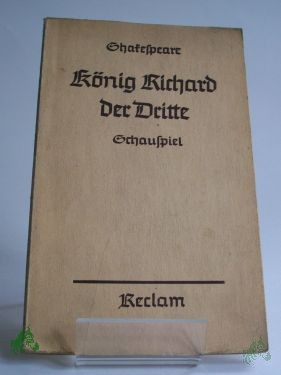 Shakespeare
König Richard
der Dritte
Schauspiel
Reclam